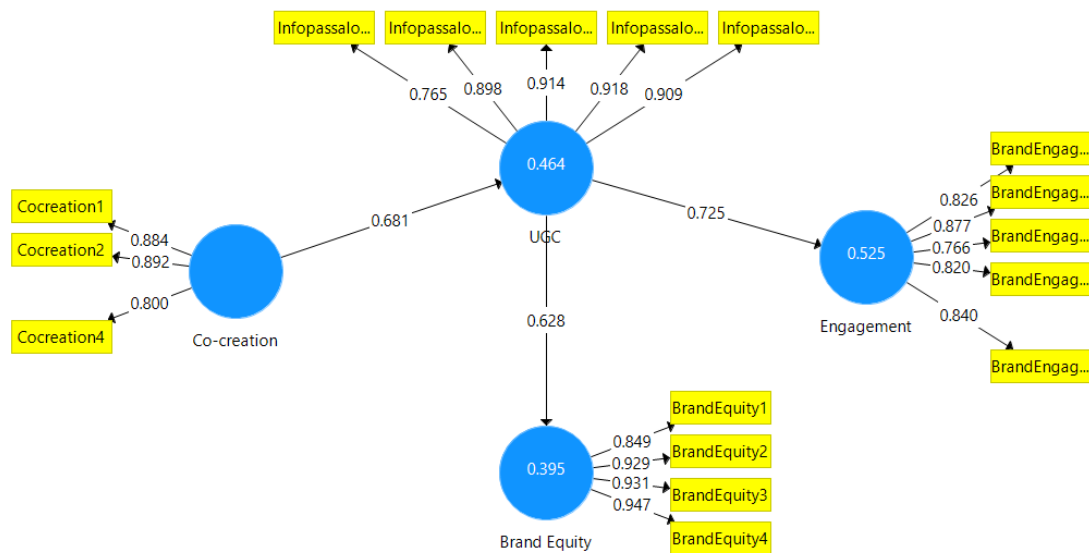 Infopassalo...
Infopassalo...
Infopassalo...
Infopassalo...
Infopassalo...
0.765
0.898
0.914
0.918
0.909
0.464
UGC
Cocreation1
Cocreation2
Cocreation4
0.884
0.892
0.800
Co-creation
0.681
0.725
0.628
0.525
Engagement
0.826
0.877
0.766
0.820
0.840
BrandEngag...
BrandEngag...
BrandEngag...
BrandEngag...
BrandEngag...
0.395
Brand Equity
0.849
0.929
0.931
0.947
BrandEquity1
BrandEquity2
BrandEquity3
BrandEquity4